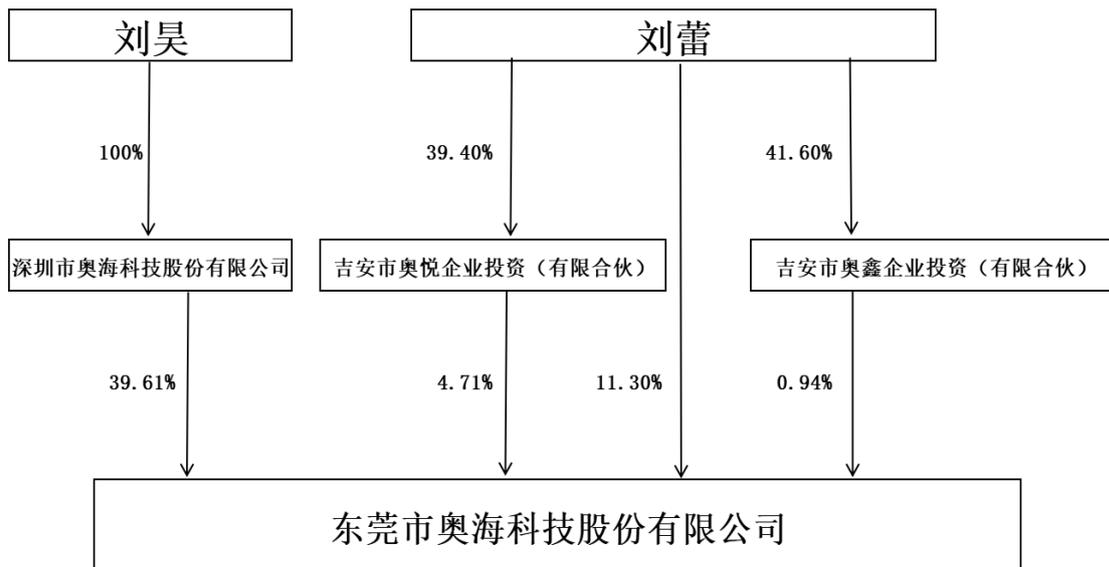 刘昊
刘蕾
100%
39.40%
41.60%
深圳市奥海科技股份有限公司
吉安市奥悦企业投资（有限合伙）
吉安市奥鑫企业投资（有限合伙）
39.61%
4.71%
11.30%
0.94%
东莞市奥海科技股份有限公司